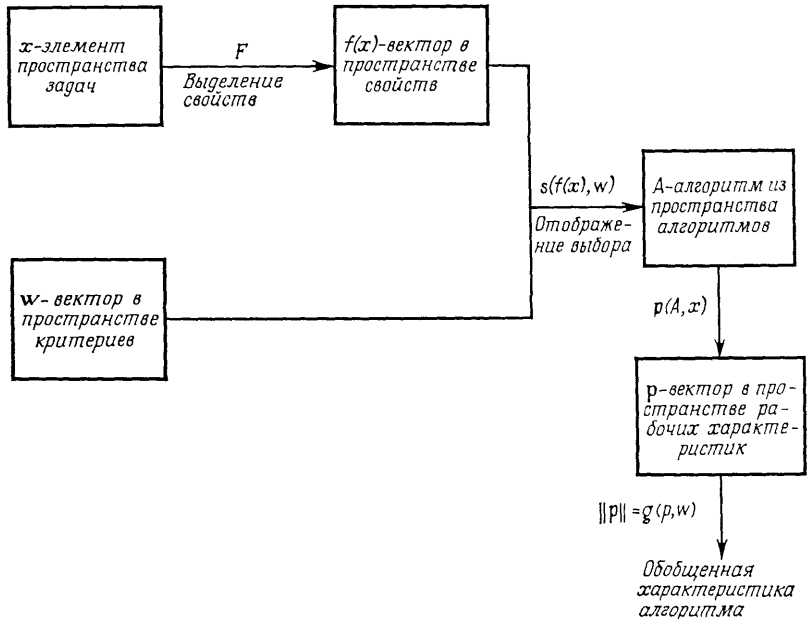 x-элемент
пространства
задач
F
Выделение
свойств
f(x)-вектор в
пространстве
свойств
s(f(x),w)
Отображе-
ние выбора
A-алгоритм из
пространства
алгоритмов
w-вектор в
пространстве
критериев
p(A,x)
p-вектор в про-
странстве ра-
бочих характе-
ристик
||p||=g(p,w)
Обобщенная
характеристика
алгоритма